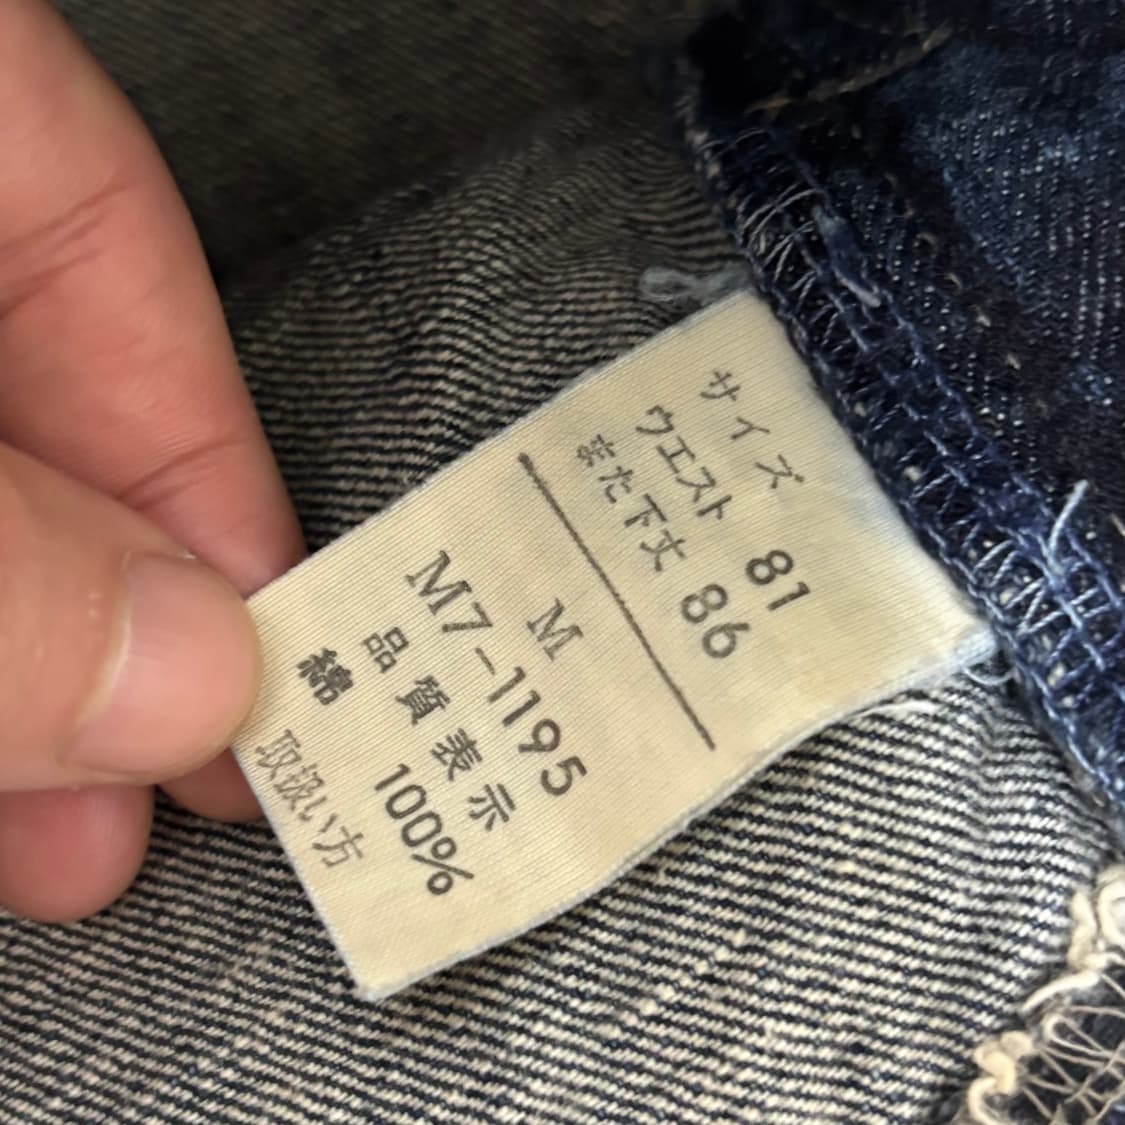 サイズ
ウエスト 81
また下丈 86
M
M7-1195
品質表示
綿 100%
取扱い方